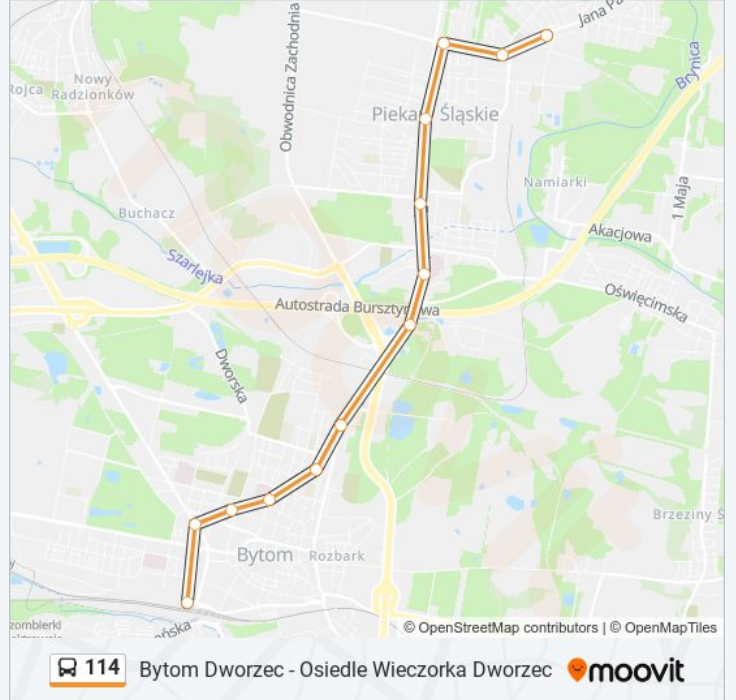 Jana Pa
Obwodnica Zachodnia
Nowy
Radzionków
Rojca
Brynica
Piekary Śląskie
Namiarki
1 Maja
Buchacz
Akacjowa
Szarlejka
Oświęcimska
Autostrada Bursztynowa
Dworska
Brzeziny Ś
Bytom
Rozbark
zombierki
© OpenStreetMap contributors | © OpenMapTiles
114
Bytom Dworzec - Osiedle Wieczorka Dworzec
moovit